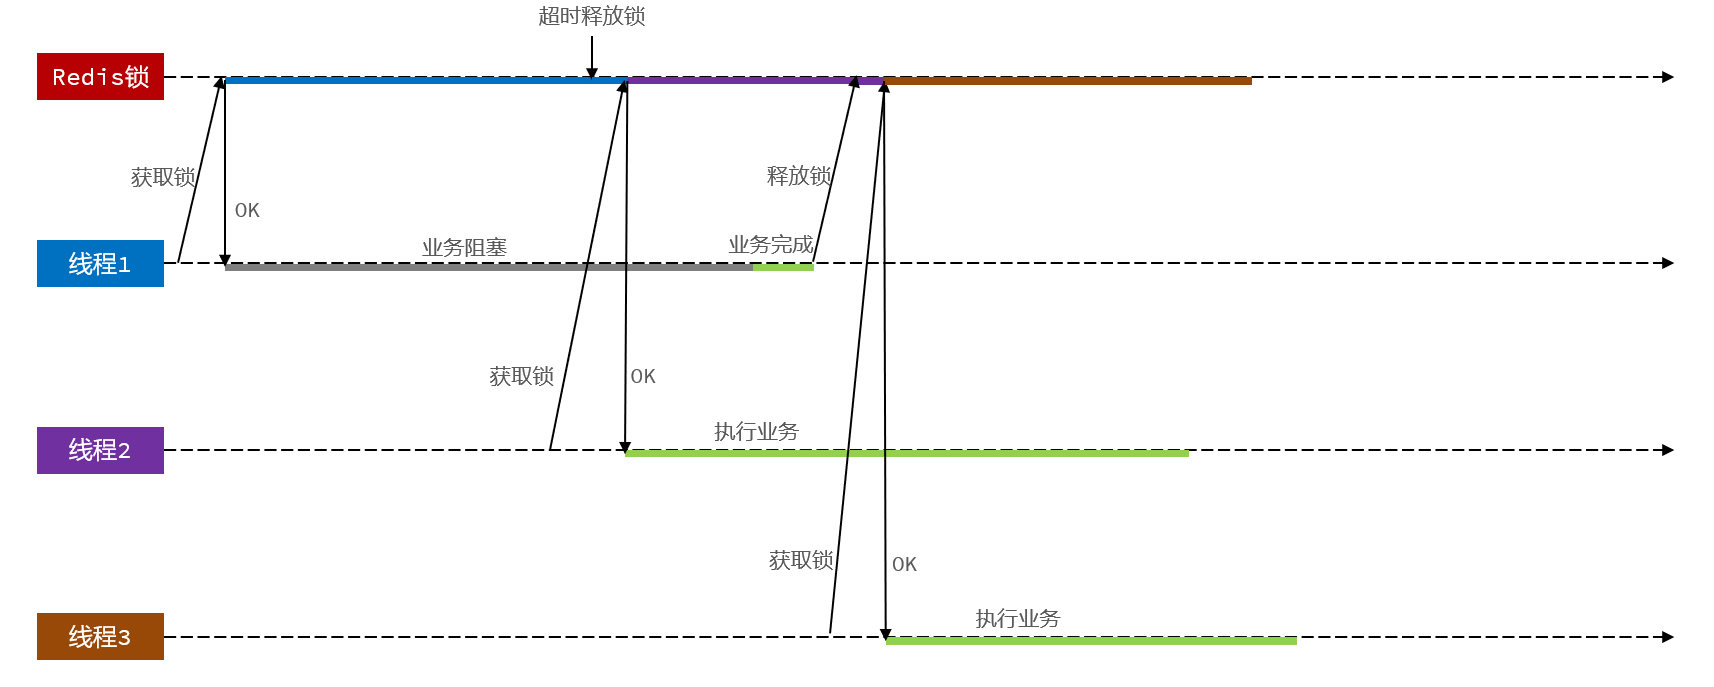 超时释放锁
Redis锁
获取锁
释放锁
OK
业务阻塞
业务完成
线程1
获取锁
OK
执行业务
线程2
获取锁
OK
执行业务
线程3